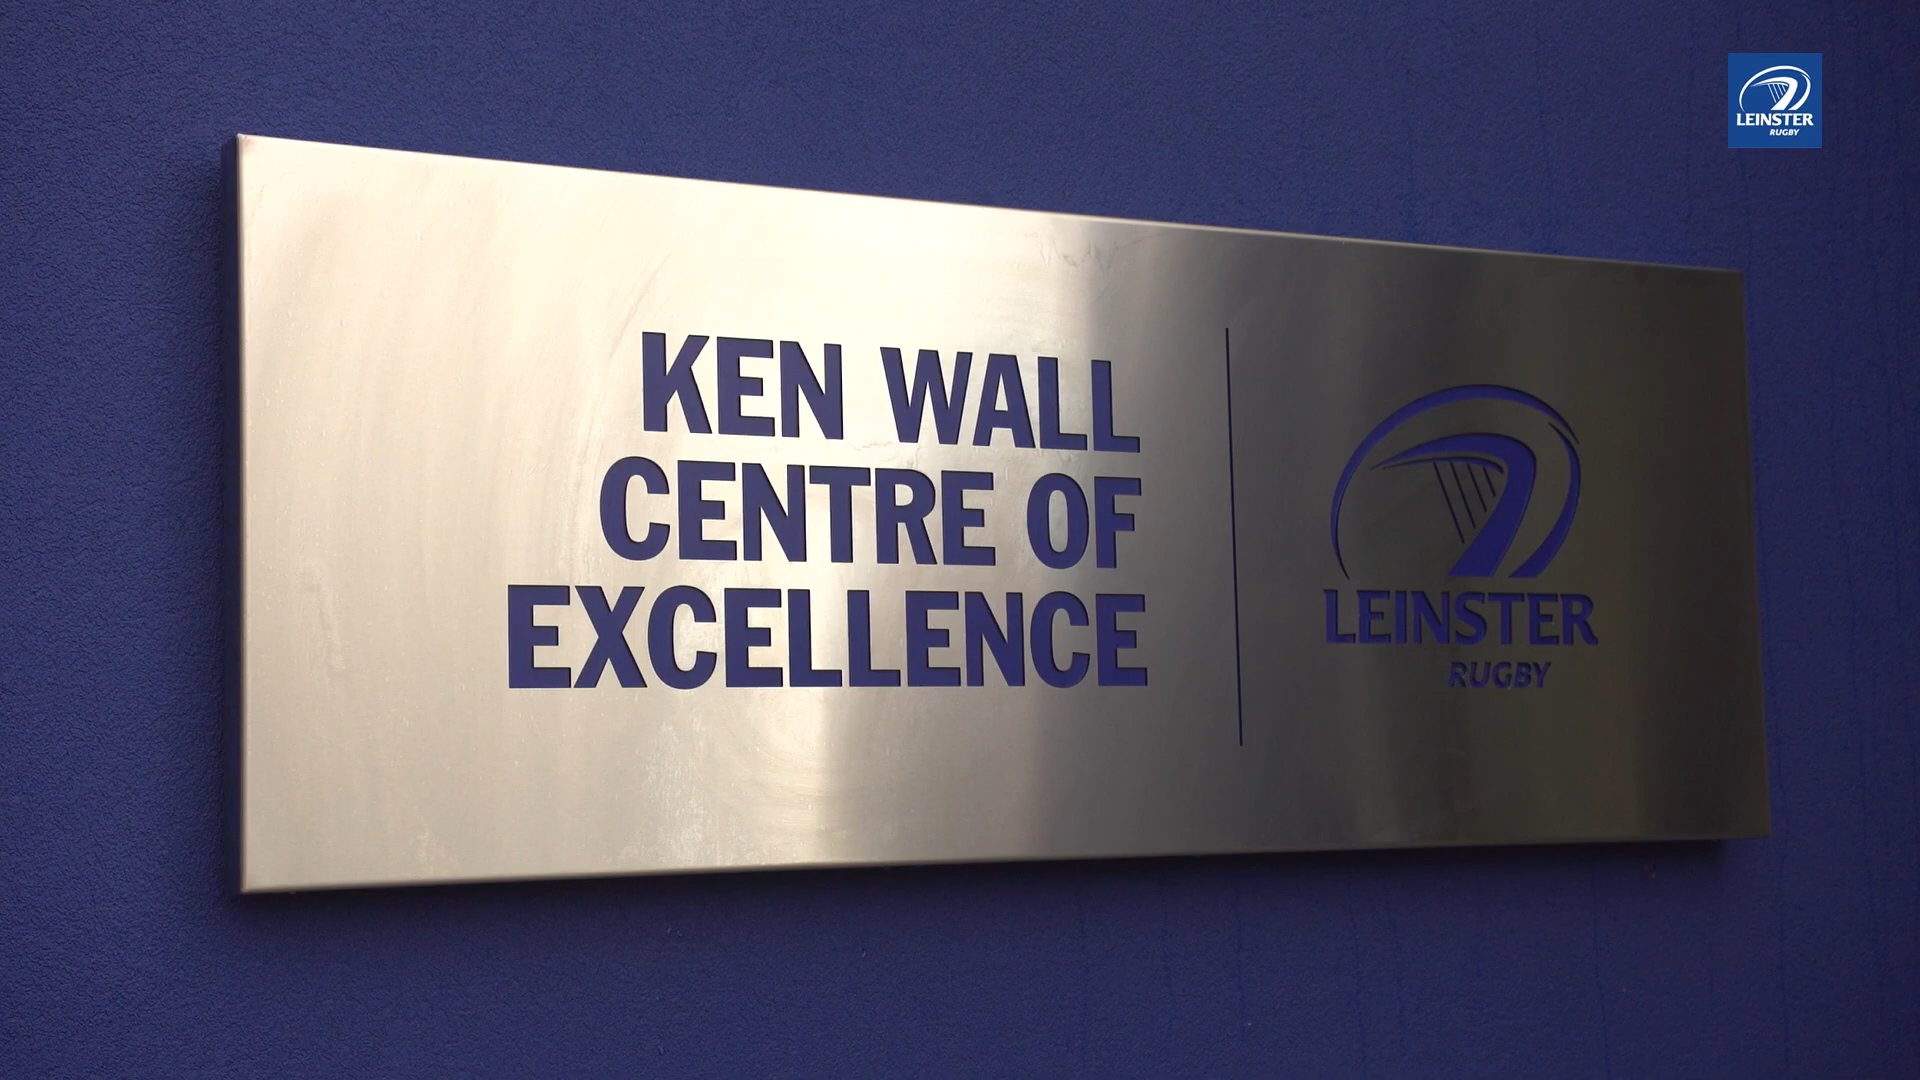 LEINSTER
RUGBY
KEN WALL
CENTRE OF
EXCELLENCE
LEINSTER
RUGBY